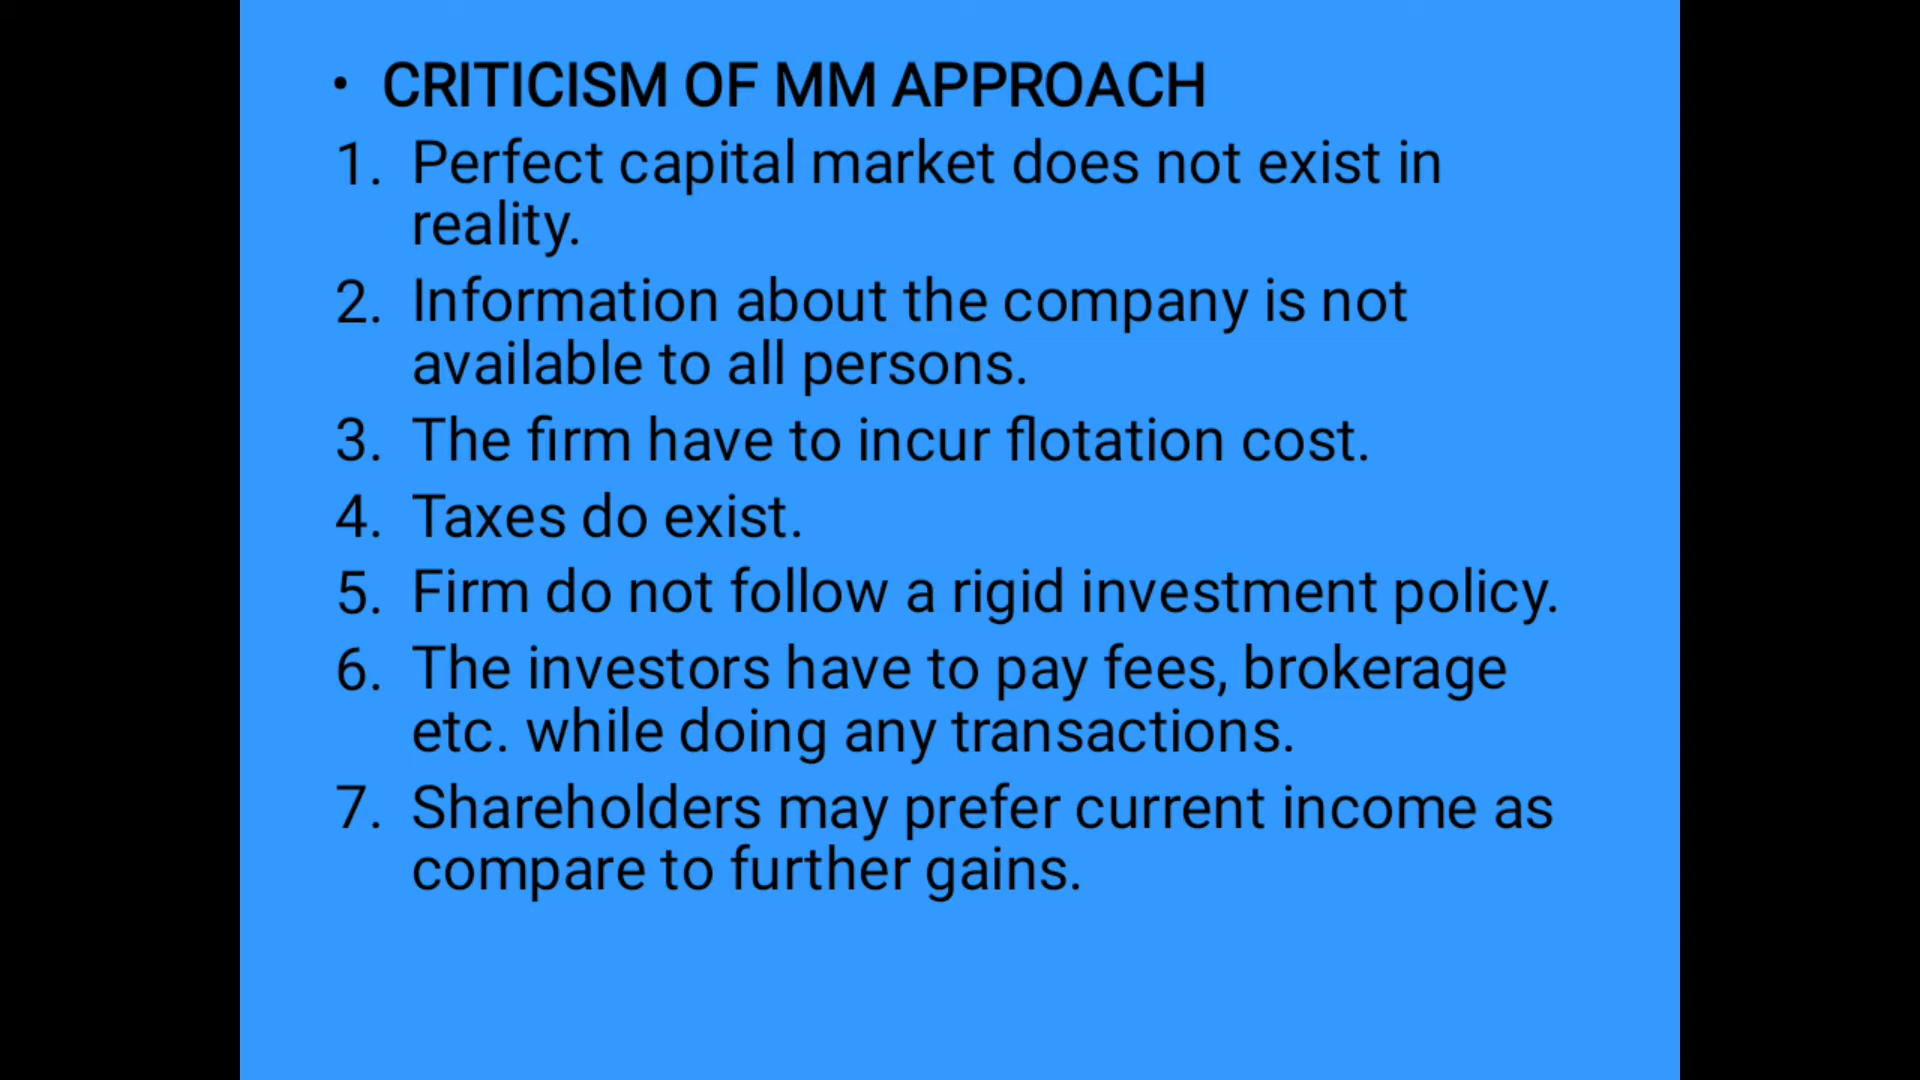 • CRITICISM OF MM APPROACH
1. Perfect capital market does not exist in
reality.
2. Information about the company is not
available to all persons.
3. The firm have to incur flotation cost.
4. Taxes do exist.
5. Firm do not follow a rigid investment policy.
6. The investors have to pay fees, brokerage
etc. while doing any transactions.
7. Shareholders may prefer current income as
compare to further gains.